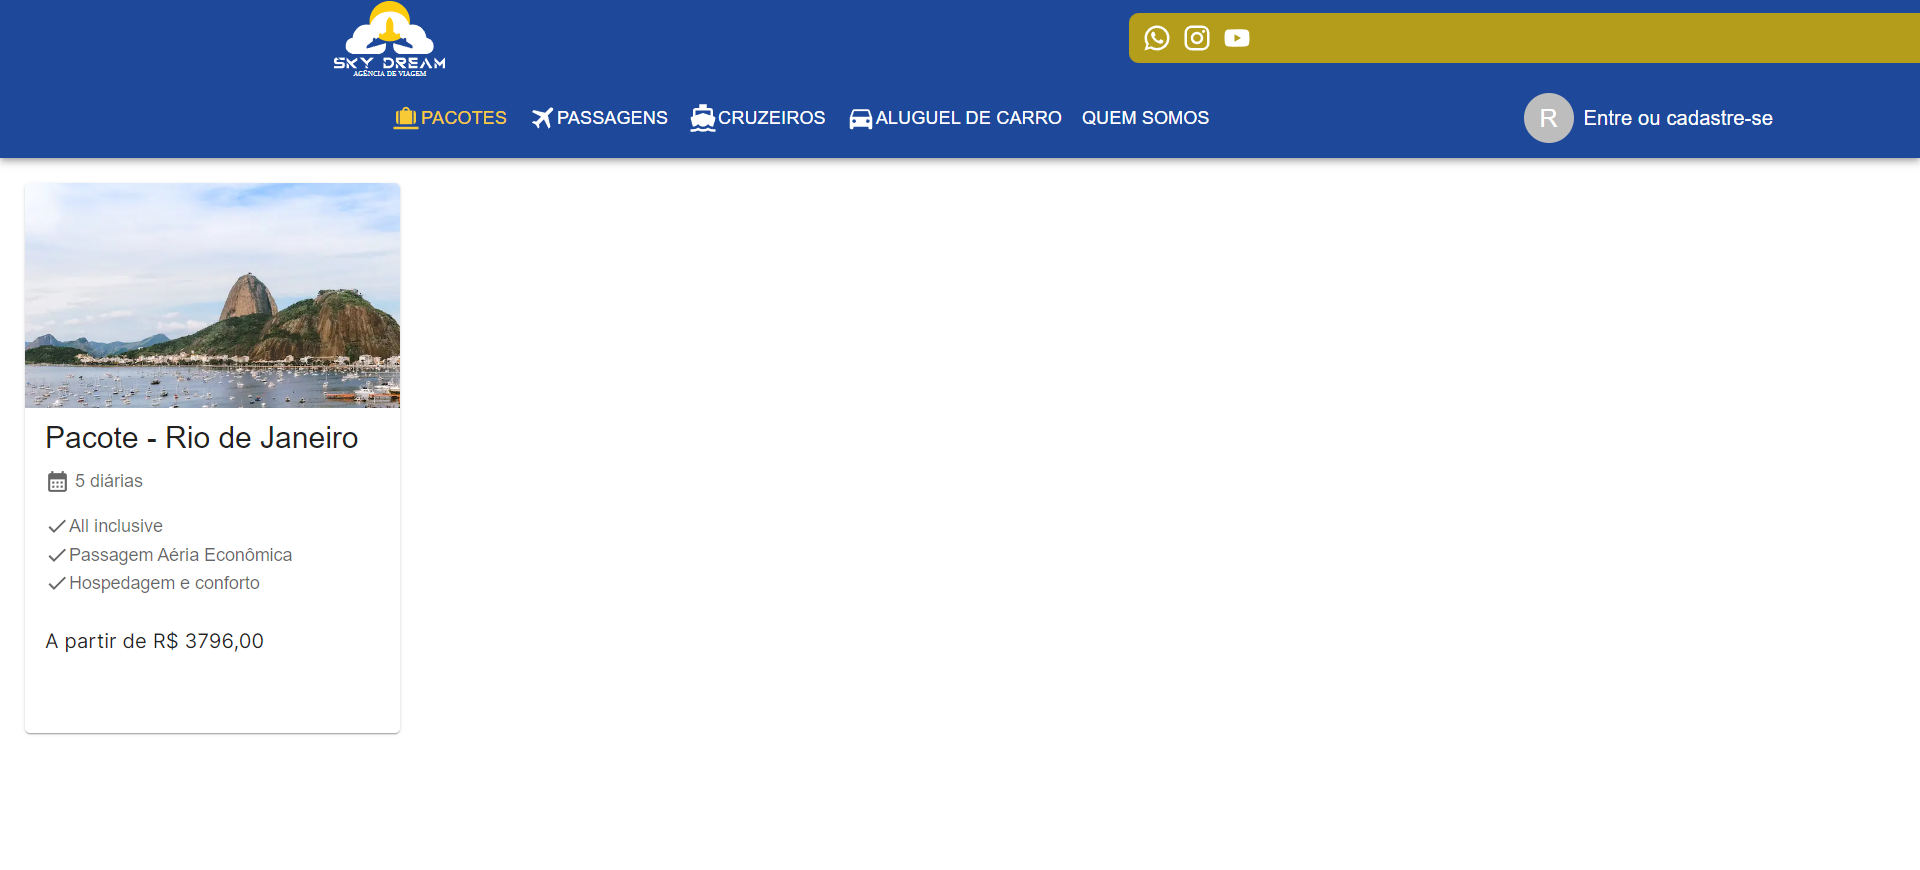 SKY DREAM
AGÊNCIA DE VIAGEM
PACOTES PASSAGENS CRUZEIROS ALUGUEL DE CARRO QUEM SOMOS R Entre ou cadastre-se
Pacote - Rio de Janeiro
5 diárias
All inclusive
Passagem Aéria Econômica
Hospedagem e conforto
A partir de R$ 3796,00